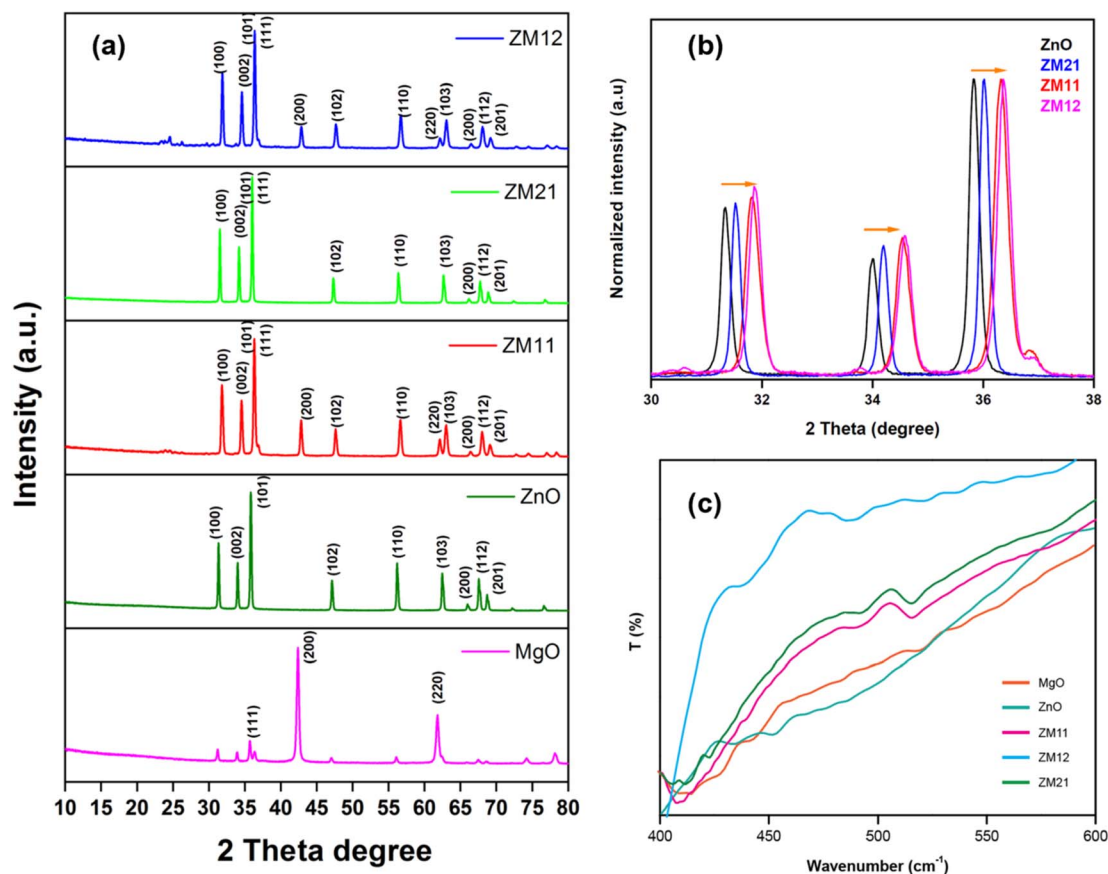 (a)
ZM12
(100)
(002)
(101)
(111)
(200)
(102)
(110)
(220)
(103)
(200)
(112)
(201)
ZM21
(100)
(002)
(101)
(111)
(102)
(110)
(103)
(200)
(112)
(201)
ZM11
(100)
(002)
(101)
(111)
(200)
(102)
(110)
(220)
(103)
(200)
(112)
(201)
ZnO
(100)
(002)
(101)
(102)
(110)
(103)
(200)
(112)
(201)
MgO
(111)
(200)
(220)
10 15 20 25 30 35 40 45 50 55 60 65 70 75 80
2 Theta degree
Intensity (a.u.)
(b)
ZnO
ZM21
ZM11
ZM12
Normalized intensity (a.u)
30 32 34 36 38
2 Theta (degree)
(c)
T (%)
MgO
ZnO
ZM11
ZM12
ZM21
400 450 500 550 600
Wavenumber (cm⁻¹)